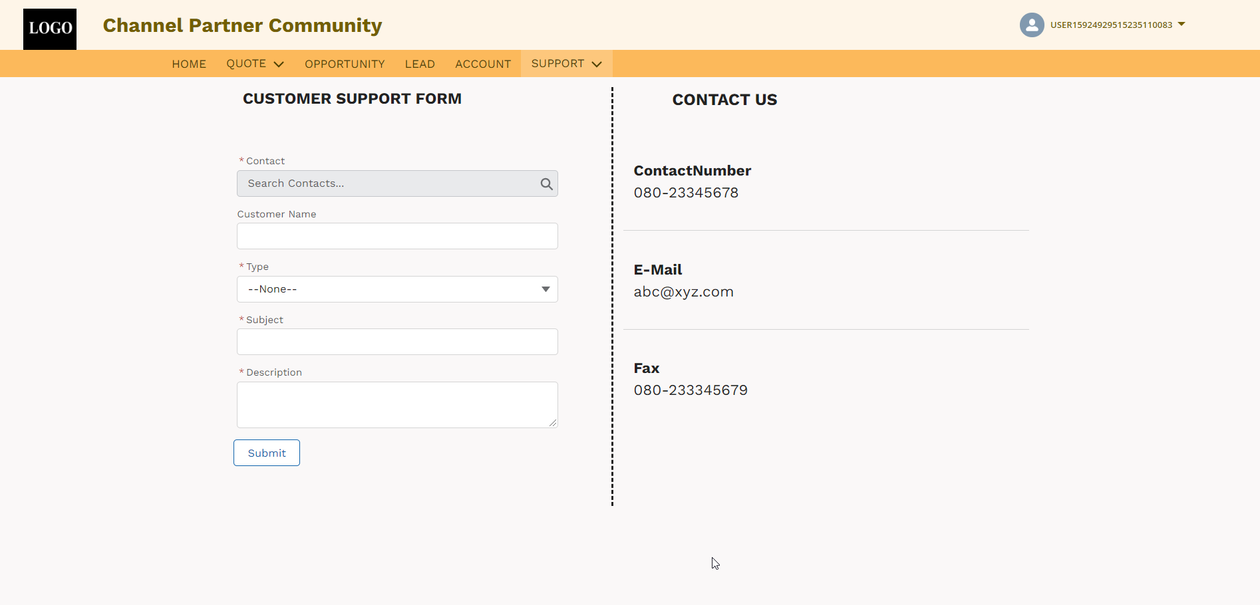 LOGO
Channel Partner Community
USER15924929515235110083
HOME QUOTE OPPORTUNITY LEAD ACCOUNT SUPPORT
CUSTOMER SUPPORT FORM
* Contact
Search Contacts...
Customer Name
* Type
--None--
* Subject
* Description
Submit
CONTACT US
ContactNumber
080-23345678
E-Mail
abc@xyz.com
Fax
080-233345679